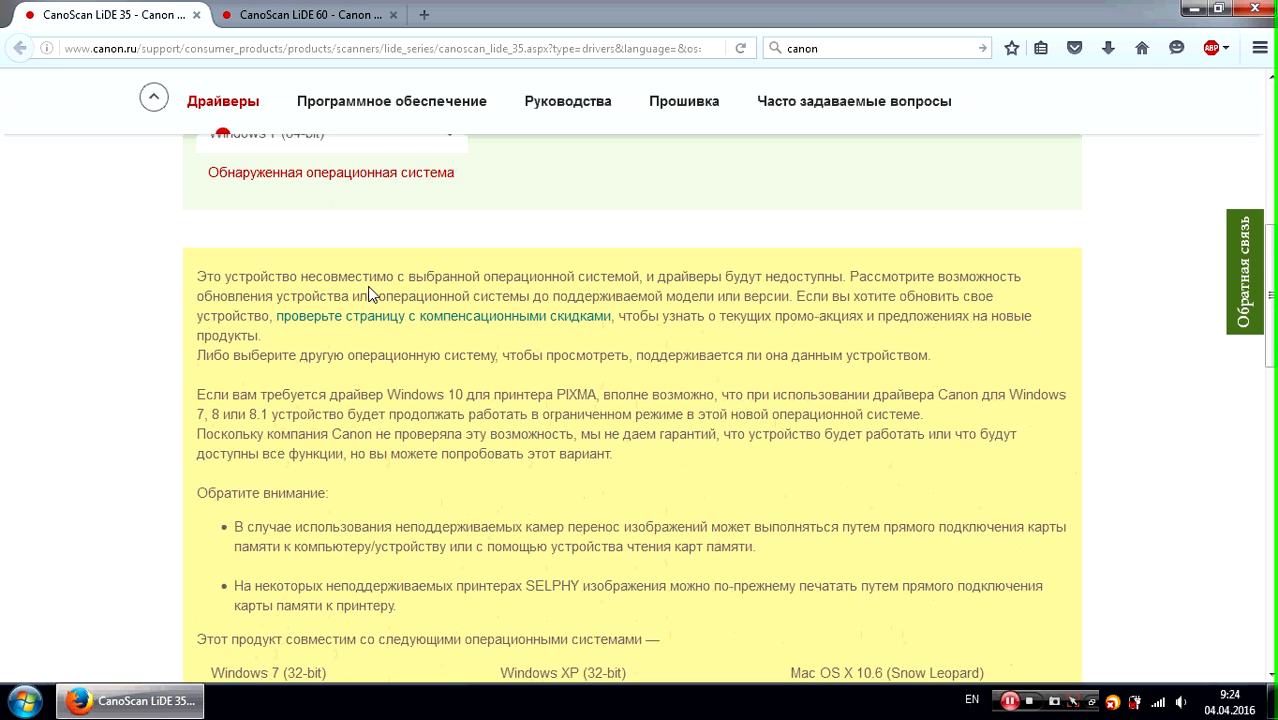 CanoScan LiDE 35 - Canon ...
CanoScan LiDE 60 - Canon ...
www.canon.ru/support/consumer_products/products/scanners/lide_series/canoscan_lide_35.aspx?type=drivers&language=&os:
canon
ABP
Драйверы
Программное обеспечение
Руководства
Прошивка
Часто задаваемые вопросы
Windows 7 (64-bit)
Обнаруженная операционная система
Обратная связь
Это устройство несовместимо с выбранной операционной системой, и драйверы будут недоступны. Рассмотрите возможность
обновления устройства или операционной системы до поддерживаемой модели или версии. Если вы хотите обновить свое
устройство, проверьте страницу с компенсационными скидками, чтобы узнать о текущих промо-акциях и предложениях на новые
продукты.
Либо выберите другую операционную систему, чтобы просмотреть, поддерживается ли она данным устройством.
Если вам требуется драйвер Windows 10 для принтера PIXMA, вполне возможно, что при использовании драйвера Canon для Windows
7, 8 или 8.1 устройство будет продолжать работать в ограниченном режиме в этой новой операционной системе.
Поскольку компания Canon не проверяла эту возможность, мы не даем гарантий, что устройство будет работать или что будут
доступны все функции, но вы можете попробовать этот вариант.
Обратите внимание:
• В случае использования неподдерживаемых камер перенос изображений может выполняться путем прямого подключения карты
памяти к компьютеру/устройству или с помощью устройства чтения карт памяти.
• На некоторых неподдерживаемых принтерах SELPHY изображения можно по-прежнему печатать путем прямого подключения
карты памяти к принтеру.
Этот продукт совместим со следующими операционными системами —
Windows 7 (32-bit)
Windows XP (32-bit)
Mac OS X 10.6 (Snow Leopard)
CanoScan LiDE 35...
EN
9:24
04.04.2016